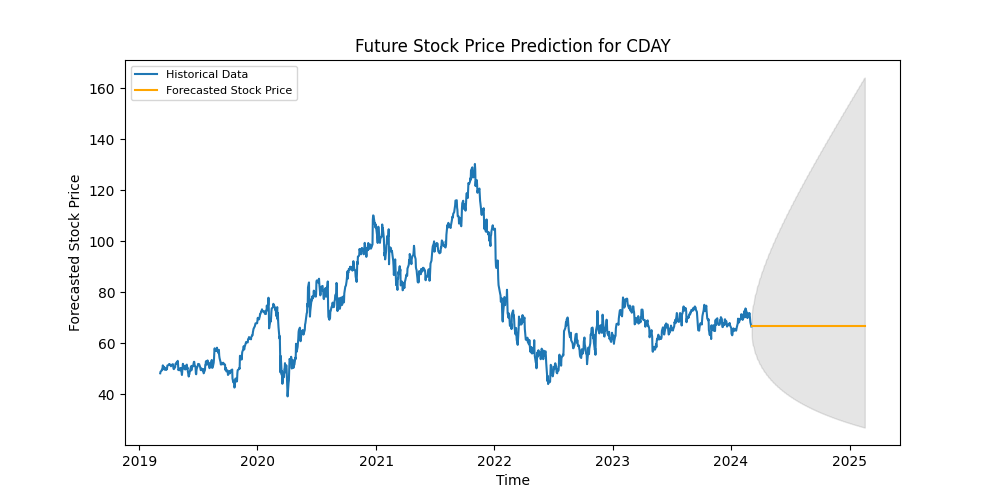 Future Stock Price Prediction for CDAY
Historical Data
Forecasted Stock Price
Forecasted Stock Price
160
140
120
100
80
60
40
2019
2020
2021
2022
2023
2024
2025
Time